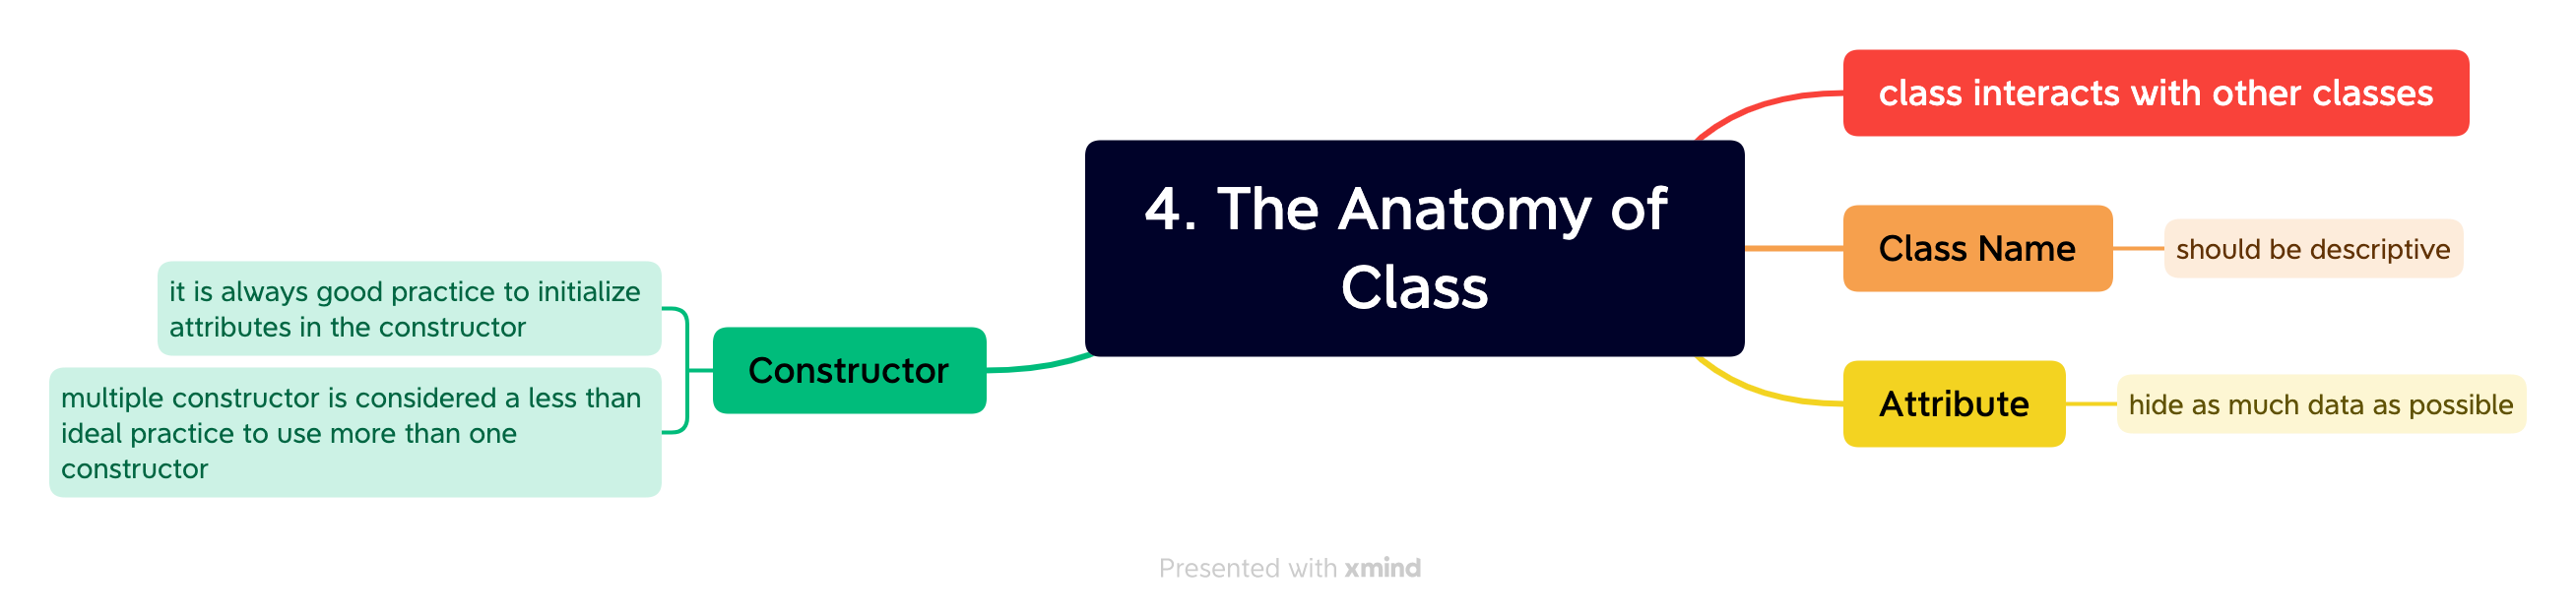 4. The Anatomy of
Class
class interacts with other classes
Class Name
should be descriptive
Attribute
hide as much data as possible
Constructor
it is always good practice to initialize
attributes in the constructor
multiple constructor is considered a less than
ideal practice to use more than one
constructor
Presented with xmind